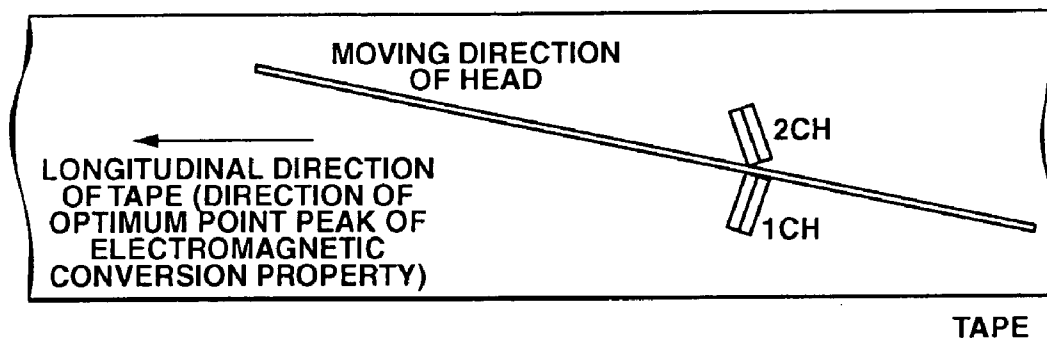 MOVING DIRECTION
OF HEAD
2CH
LONGITUDINAL DIRECTION
OF TAPE (DIRECTION OF
OPTIMUM POINT PEAK OF
ELECTROMAGNETIC
CONVERSION PROPERTY)
1CH
TAPE